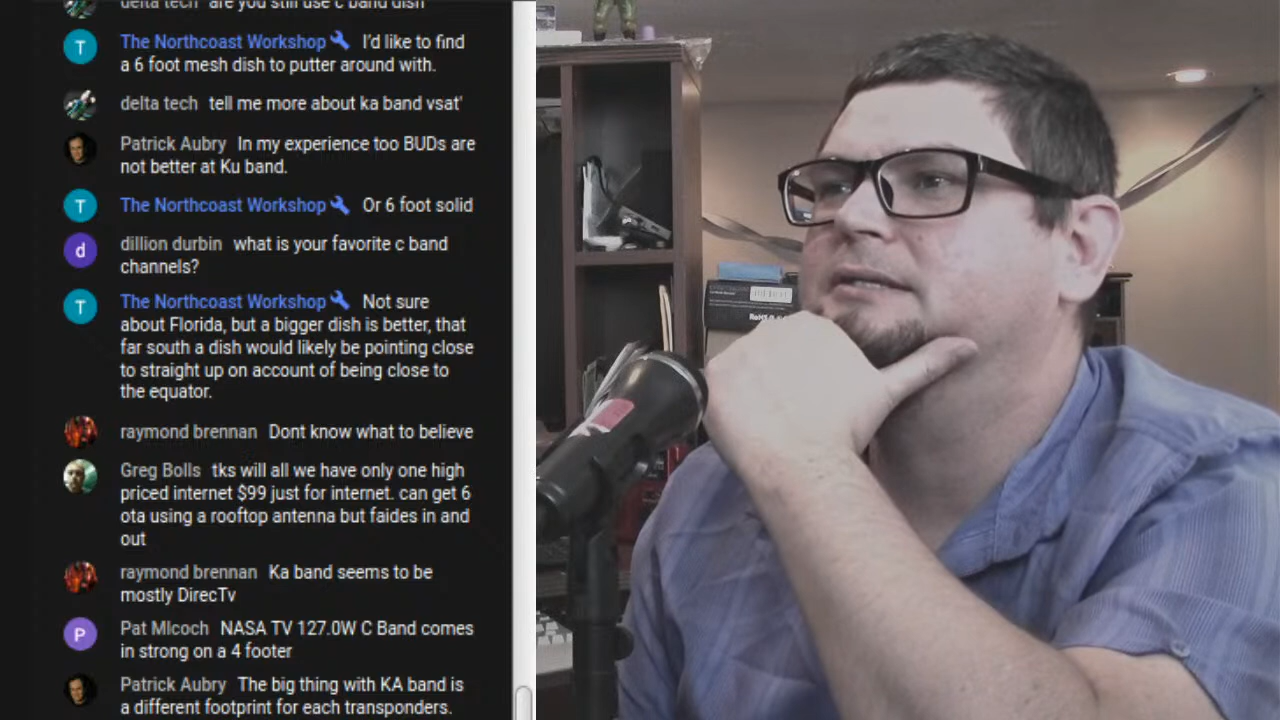 delta tech are you still use c band dish
The Northcoast Workshop I'd like to find
a 6 foot mesh dish to putter around with.
delta tech tell me more about ka band vsat'
Patrick Aubry In my experience too BUDs are
not better at Ku band.
The Northcoast Workshop Or 6 foot solid
dillion durbin what is your favorite c band
channels?
The Northcoast Workshop Not sure
about Florida, but a bigger dish is better, that
far south a dish would likely be pointing close
to straight up on account of being close to
the equator.
raymond brennan Dont know what to believe
Greg Bolls tks will all we have only one high
priced internet $99 just for internet. can get 6
ota using a rooftop antenna but faides in and
out
raymond brennan Ka band seems to be
mostly DirecTv
Pat Mlcoch NASA TV 127.0W C Band comes
in strong on a 4 footer
Patrick Aubry The big thing with KA band is
a different footprint for each transponders.
T
T
d
T
P